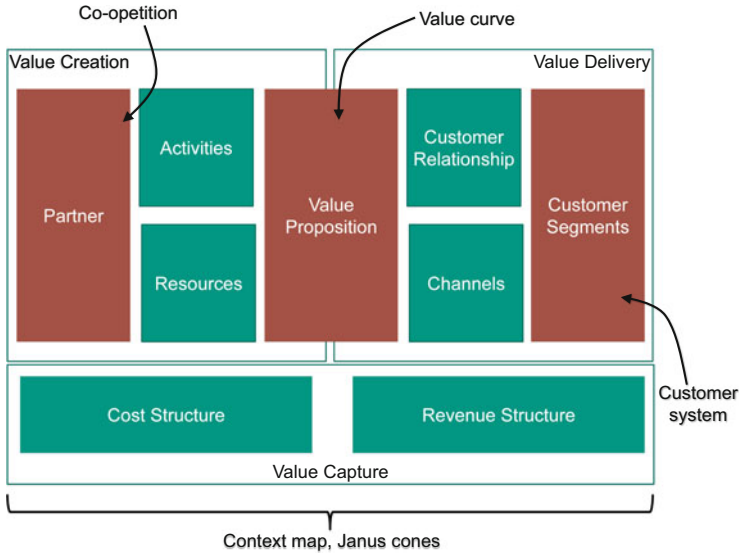 Co-opetition
Value curve
Value Creation
Value Delivery
Partner
Activities
Resources
Value
Proposition
Customer
Relationship
Channels
Customer
Segments
Customer
system
Cost Structure
Revenue Structure
Value Capture
Context map, Janus cones